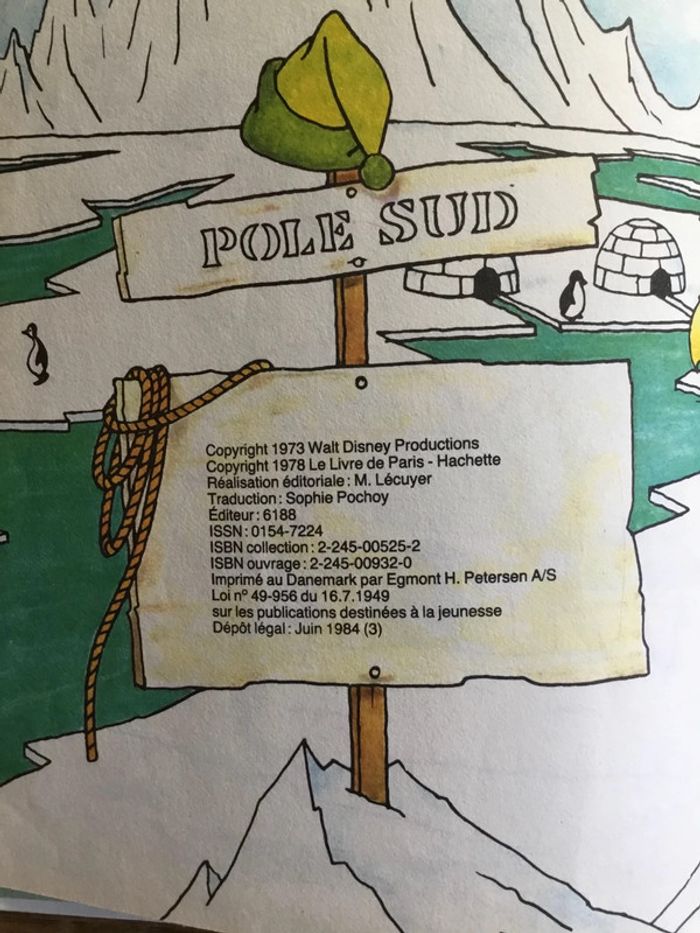 POLE SUD
Copyright 1973 Walt Disney Productions
Copyright 1978 Le Livre de Paris - Hachette
Réalisation éditoriale : M. Lécuyer
Traduction : Sophie Pochoy
Éditeur : 6188
ISSN : 0154-7224
ISBN collection : 2-245-00525-2
ISBN ouvrage : 2-245-00932-0
Imprimé au Danemark par Egmont H. Petersen A/S
Loi nº 49-956 du 16.7.1949
sur les publications destinées à la jeunesse
Dépôt légal : Juin 1984 (3)